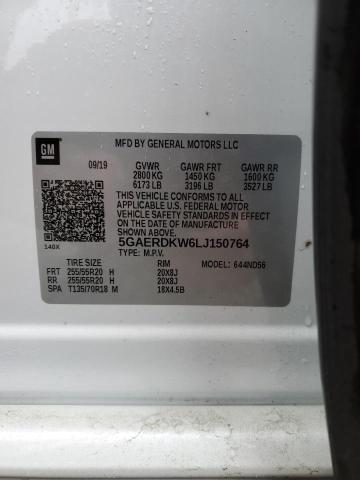 GM
MFD BY GENERAL MOTORS LLC
09/19 GVWR GAWR FRT GAWR RR
2800 KG 1450 KG 1600 KG
6173 LB 3196 LB 3527 LB
THIS VEHICLE CONFORMS TO ALL
APPLICABLE U.S. FEDERAL MOTOR
VEHICLE SAFETY STANDARDS IN EFFECT
ON THE DATE OF MANUFACTURE
SHOWN ABOVE.
140X 5GAERDKW6LJ150764
TYPE: M.P.V. MODEL: 644ND56
TIRE SIZE RIM
FRT 255/55R20 H 20X8J
RR 255/55R20 H 20X8J
SPA T135/70R18 M 18X4.5B